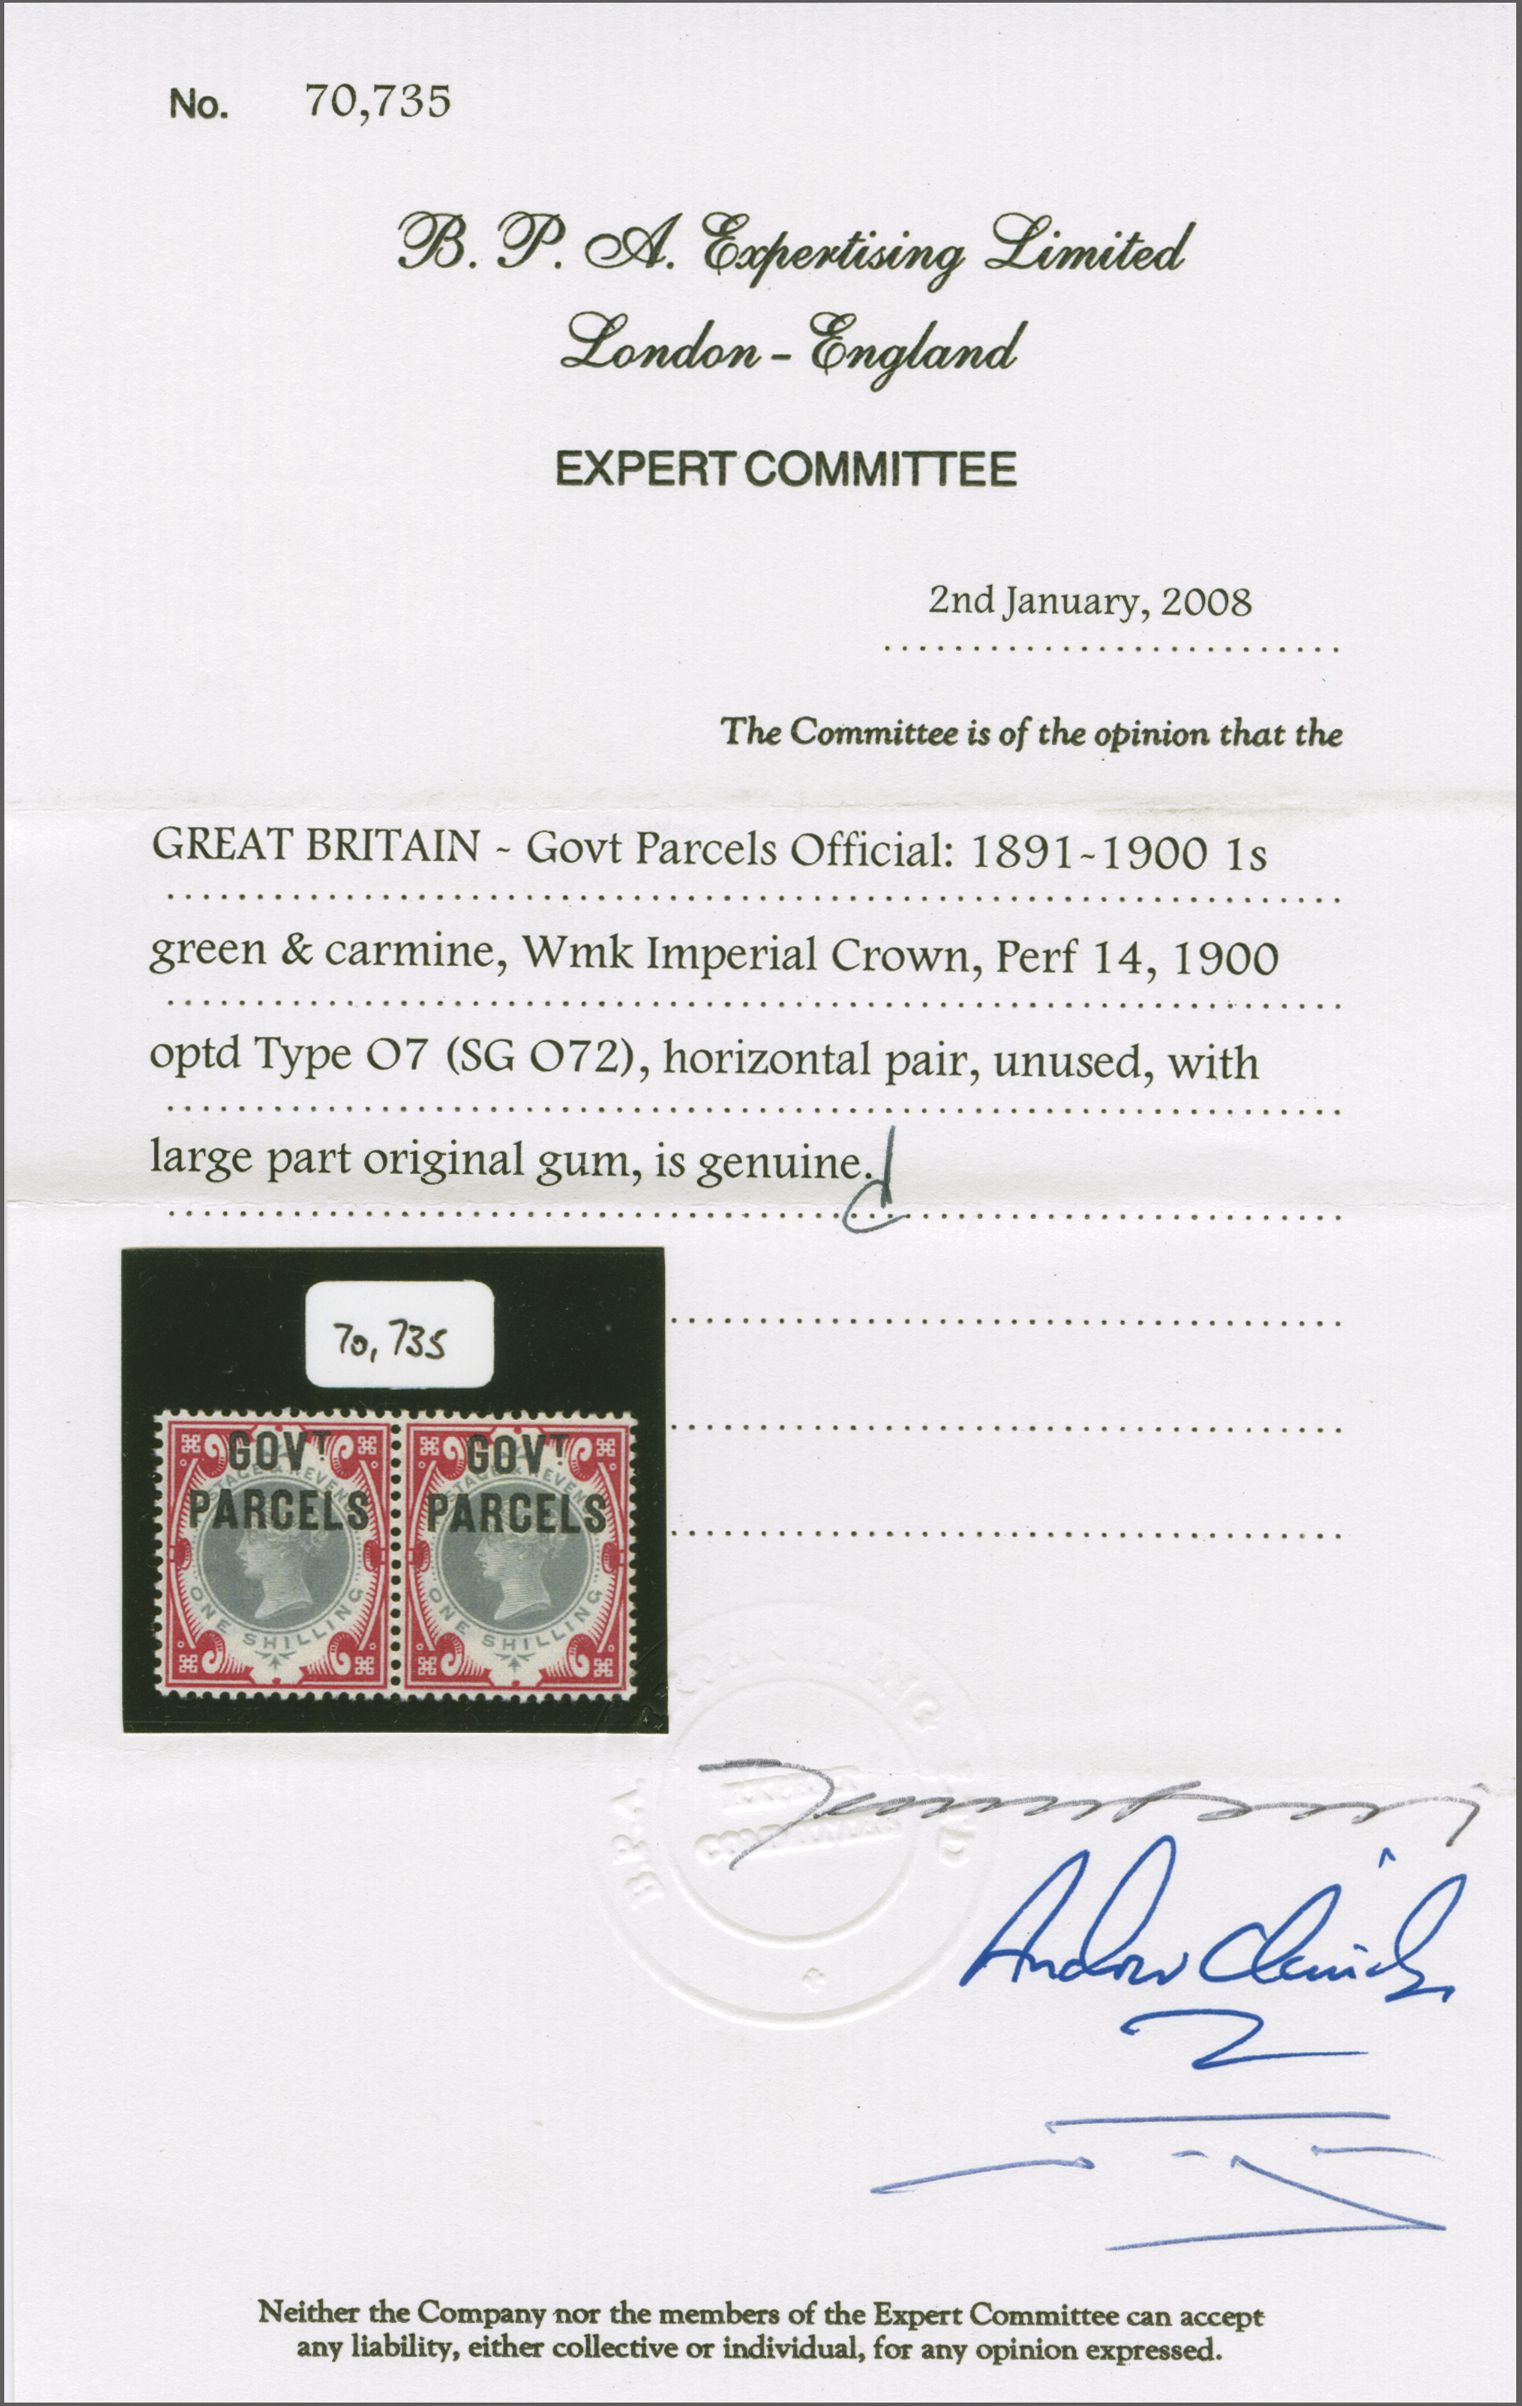 No. 70,735
B. P. A. Expertising Limited
London - England
EXPERT COMMITTEE
2nd January, 2008
The Committee is of the opinion that the
GREAT BRITAIN - Govt Parcels Official: 1891-1900 1s
green & carmine, Wmk Imperial Crown, Perf 14, 1900
optd Type O7 (SG O72), horizontal pair, unused, with
large part original gum, is genuine.
70,735
GOVT GOVT
PARCELS PARCELS
ONE SHILLING ONE SHILLING
B.P.A.
Andrew
Neither the Company nor the members of the Expert Committee can accept
any liability, either collective or individual, for any opinion expressed.